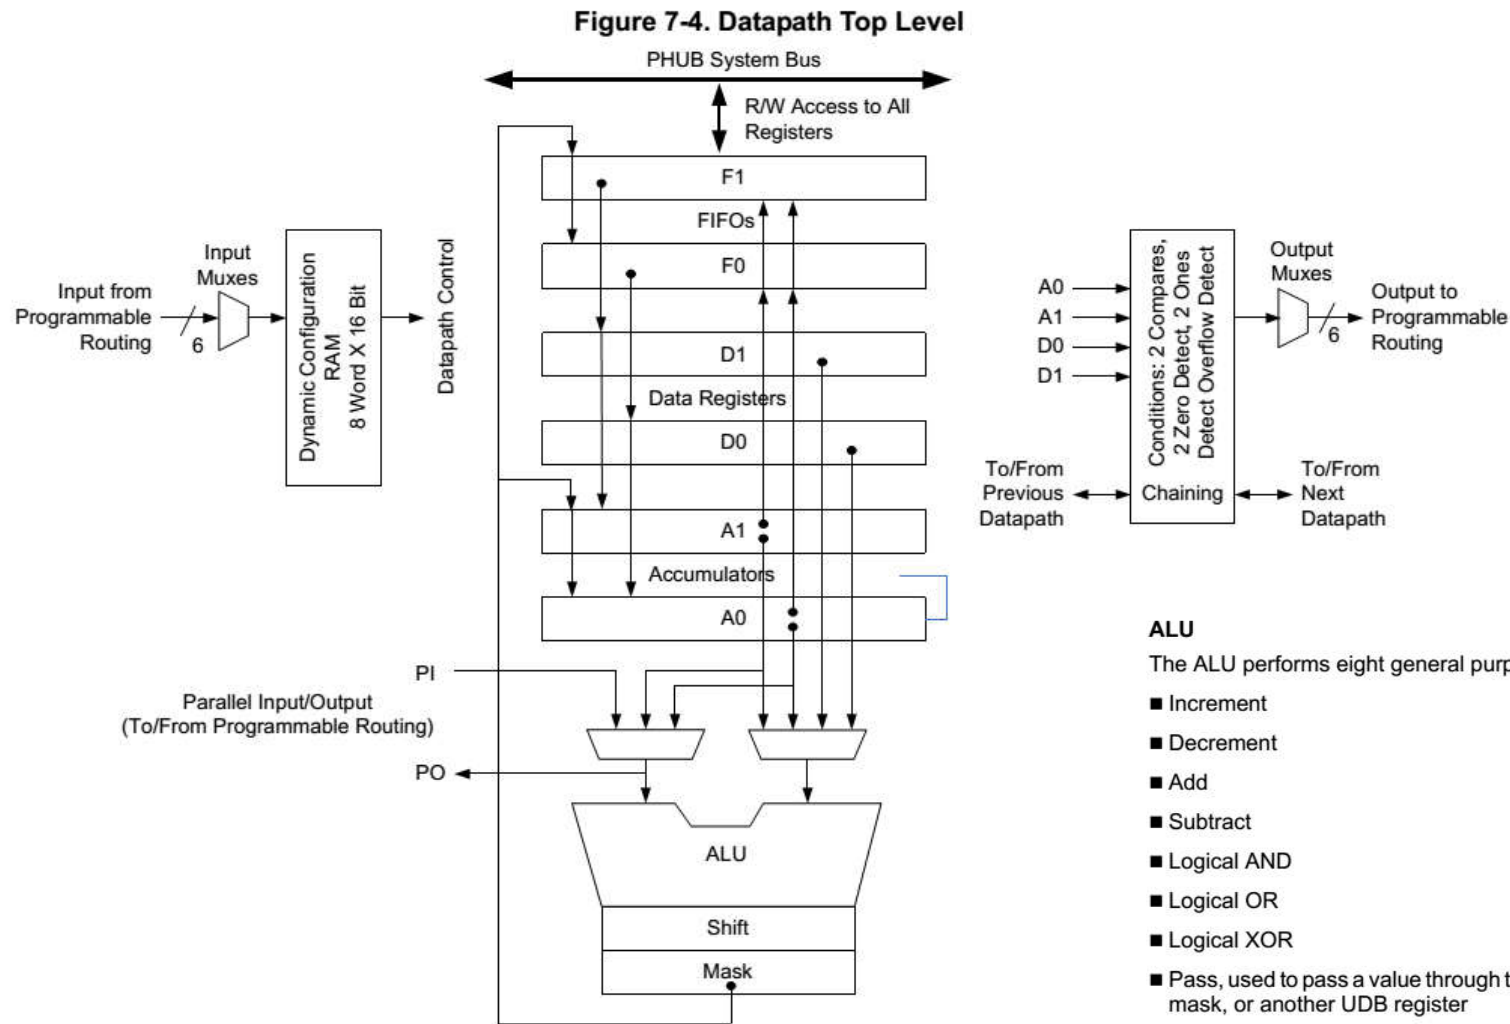 Figure 7-4. Datapath Top Level
PHUB System Bus
R/W Access to All
Registers
F1
FIFOs
F0
D1
Data Registers
D0
A1
Accumulators
A0
Input from
Programmable
Routing
6
Input
Muxes
Dynamic Configuration
RAM
8 Word X 16 Bit
Datapath Control
PI
Parallel Input/Output
(To/From Programmable Routing)
PO
ALU
Shift
Mask
A0
A1
D0
D1
Conditions: 2 Compares,
2 Zero Detect, 2 Ones
Detect Overflow Detect
Output
Muxes
6
Output to
Programmable
Routing
To/From
Previous
Datapath
Chaining
To/From
Next
Datapath
ALU
The ALU performs eight general purp
■ Increment
■ Decrement
■ Add
■ Subtract
■ Logical AND
■ Logical OR
■ Logical XOR
■ Pass, used to pass a value through t
mask, or another UDB register